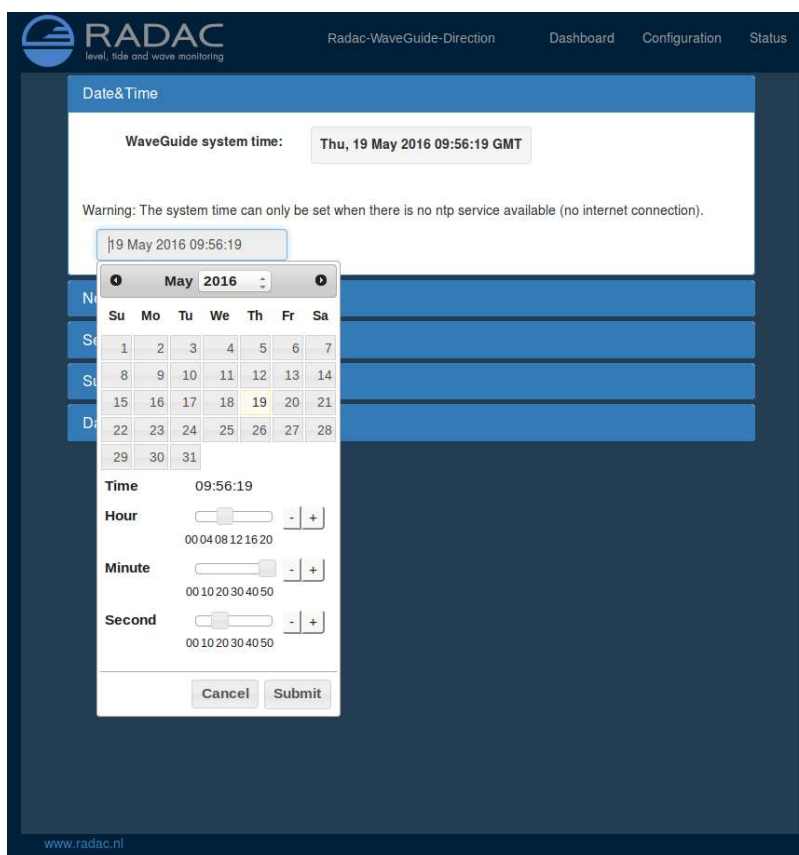 RADAC
level, tide and wave monitoring
Radac-WaveGuide-Direction Dashboard Configuration Status
Date&Time
WaveGuide system time: Thu, 19 May 2016 09:56:19 GMT
Warning: The system time can only be set when there is no ntp service available (no internet connection).
19 May 2016 09:56:19
May 2016
Ne
Su Mo Tu We Th Fr Sa
Se
1 2 3 4 5 6 7
Su
8 9 10 11 12 13 14
15 16 17 18 19 20 21
Da
22 23 24 25 26 27 28
29 30 31
Time 09:56:19
Hour - +
00 04 08 12 16 20
Minute - +
00 10 20 30 40 50
Second - +
00 10 20 30 40 50
Cancel Submit
www.radac.nl